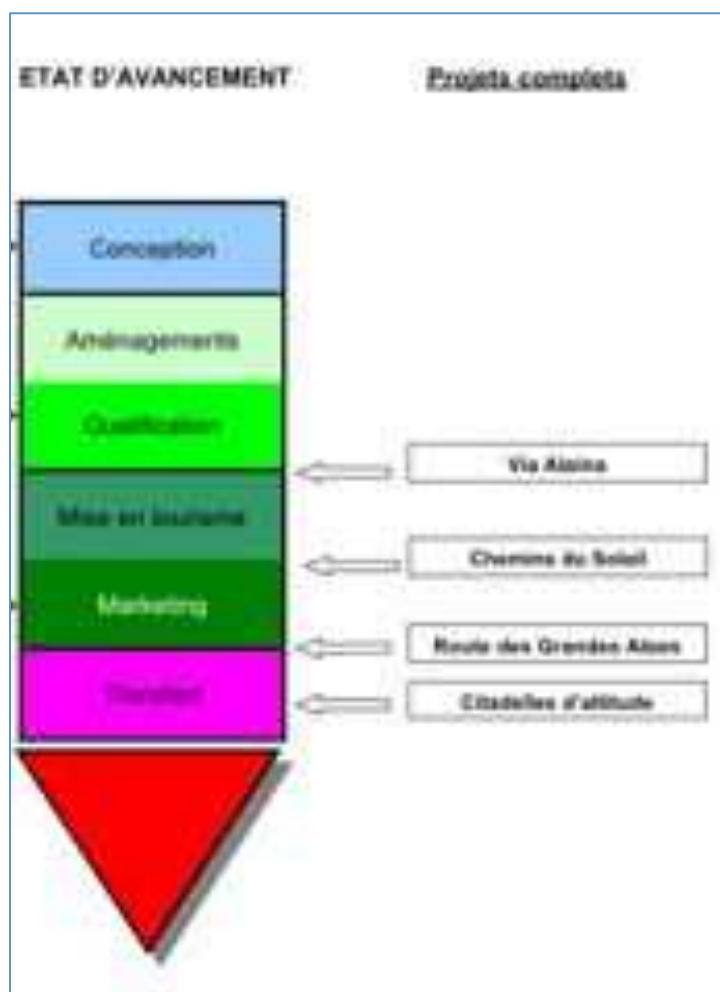 ETAT D'AVANCEMENT
Projets complets
Conception
Aménagements
Qualification
Via Alpina
Mise en tourisme
Chemins du Soleil
Marketing
Route des Grandes Alpes
Citadelles d'altitude